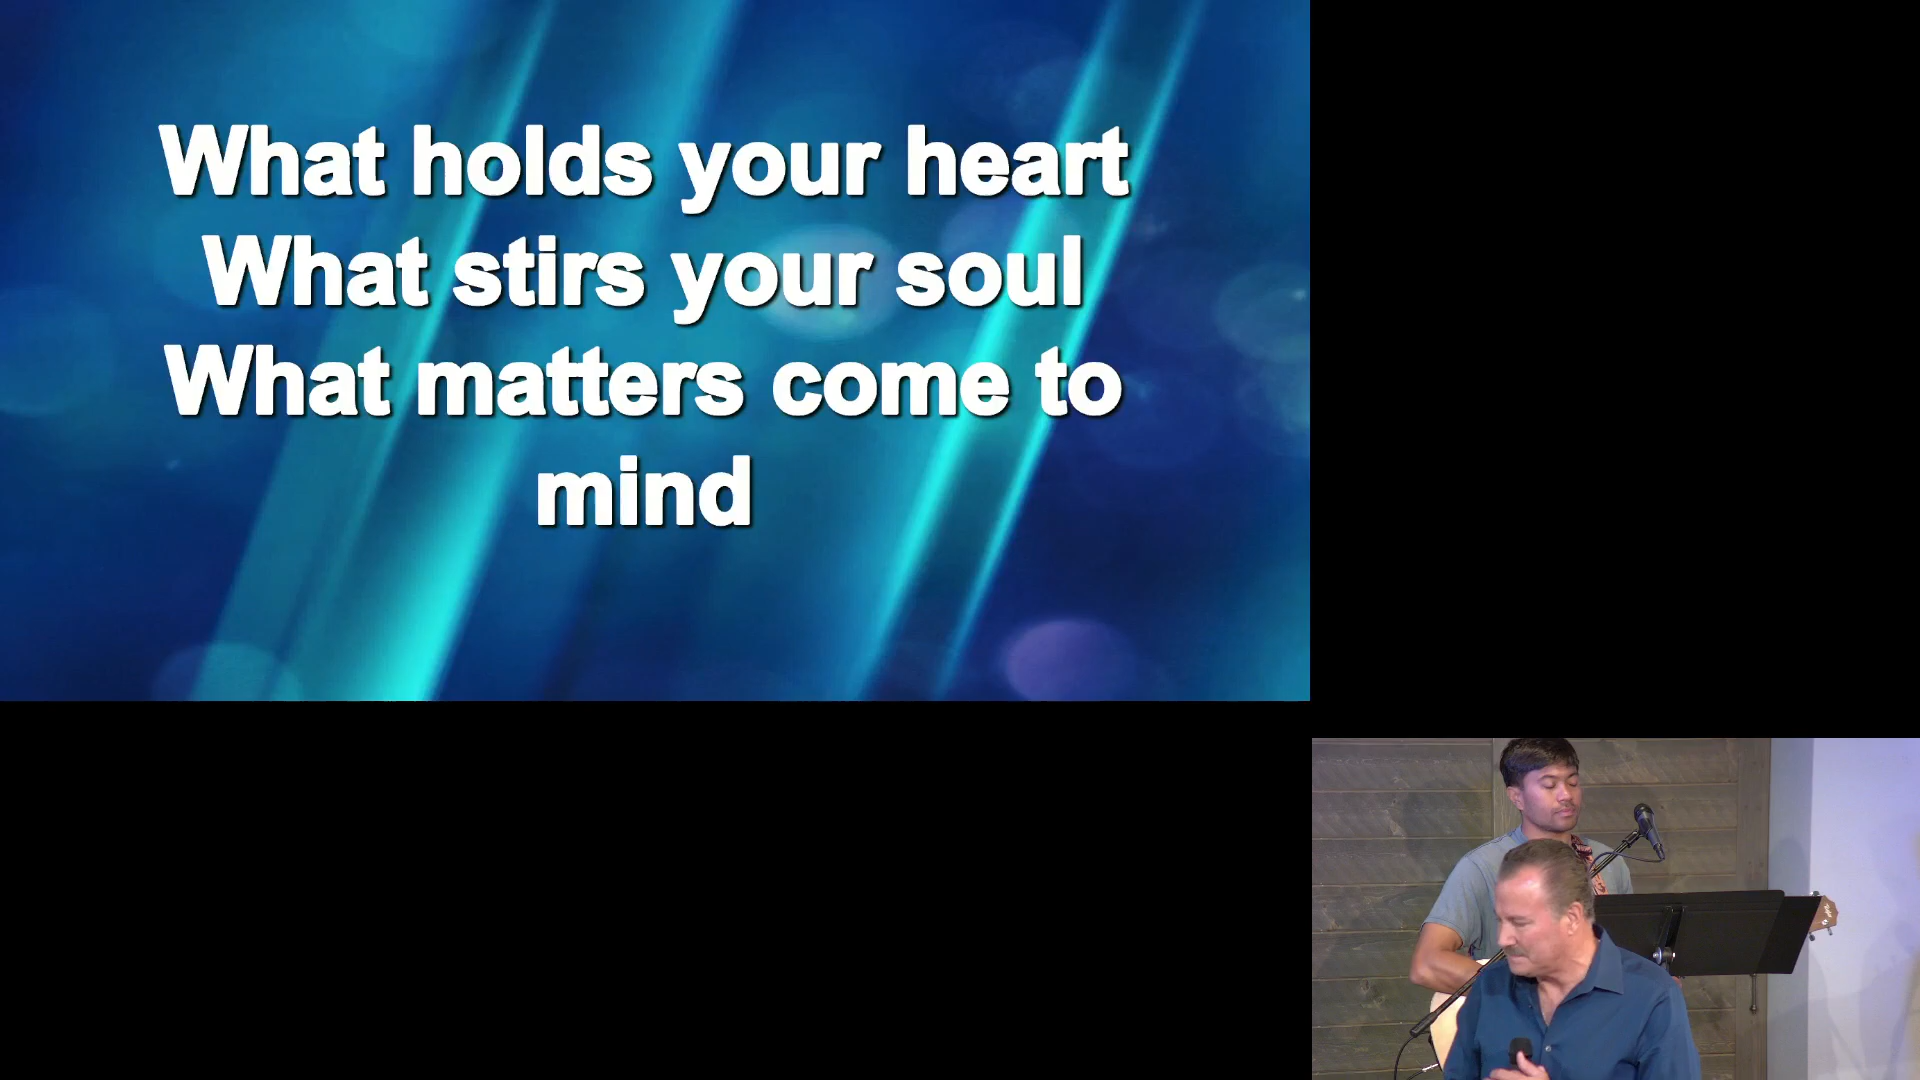 What holds your heart
What stirs your soul
What matters come to
mind